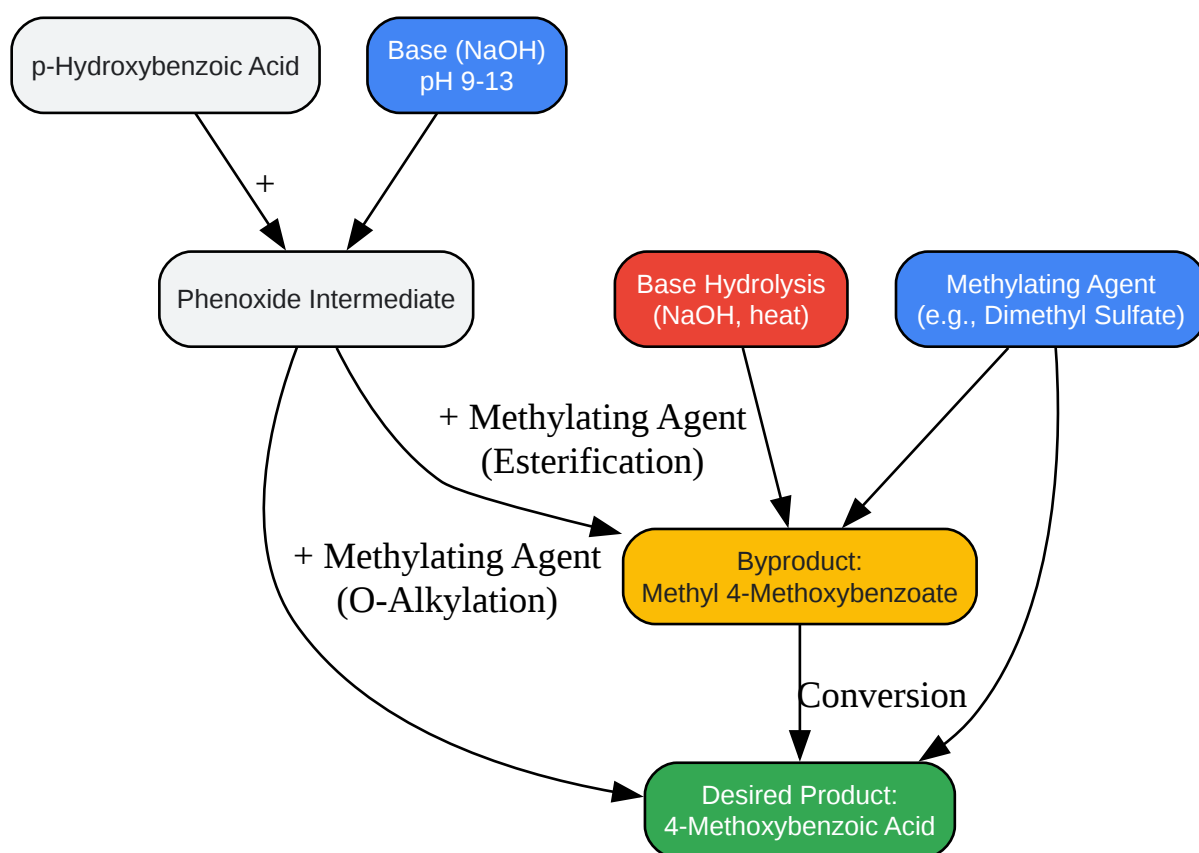 p-Hydroxybenzoic Acid
Base (NaOH)
pH 9-13
+
Phenoxide Intermediate
Base Hydrolysis
(NaOH, heat)
Methylating Agent
(e.g., Dimethyl Sulfate)
+ Methylating Agent
(Esterification)
+ Methylating Agent
(O-Alkylation)
Byproduct:
Methyl 4-Methoxybenzoate
Conversion
Desired Product:
4-Methoxybenzoic Acid